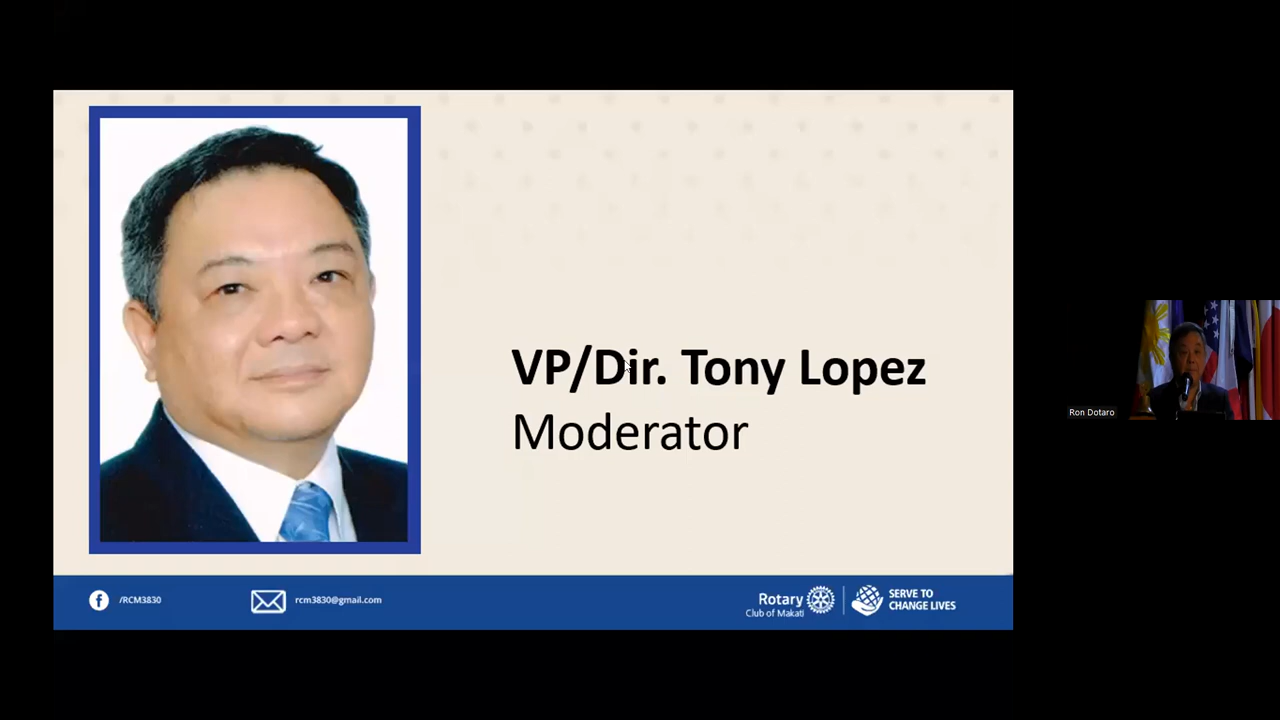 VP/Dir. Tony Lopez
Moderator
/RCM3830
rcm3830@gmail.com
Rotary
Club of Makati
SERVE TO
CHANGE LIVES
Ron Dotaro